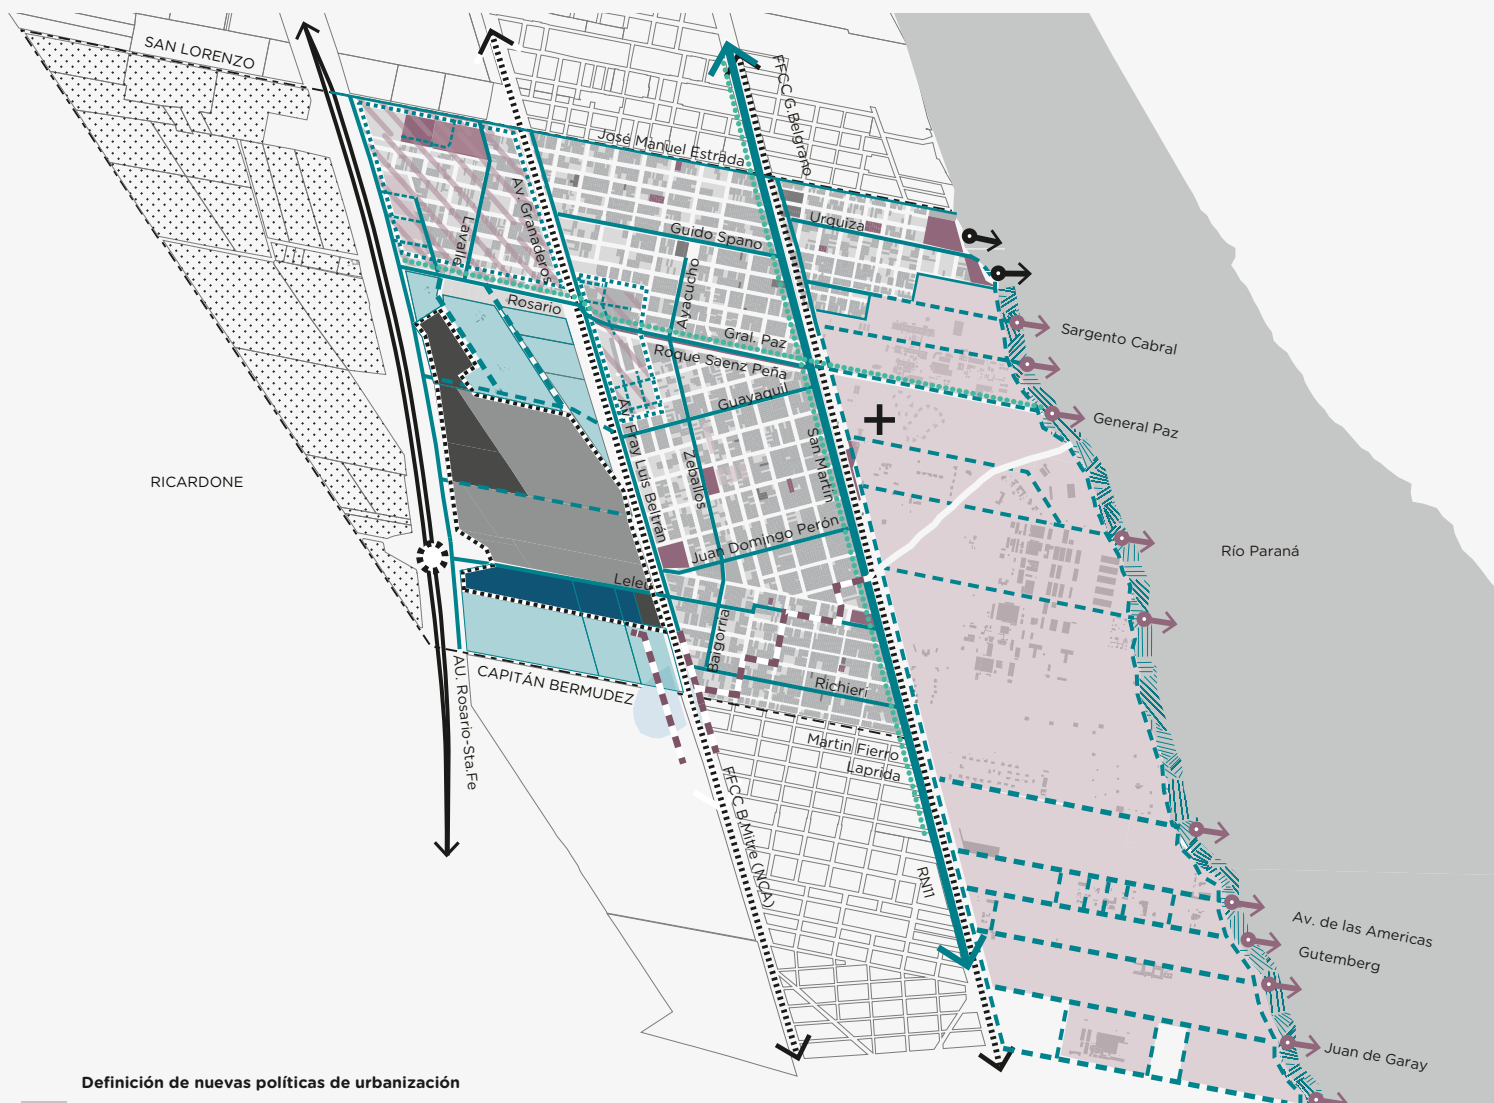 SAN LORENZO
FFCC G.Belgrano
José Manuel Estrada
Av. Granaderos
Urquiza
Lavalle
Guido Spano
Ayacucho
Rosario
Sargento Cabral
Gral. Paz
Roque Saenz Peña
Guayaquil
General Paz
Av. Fray Luis Beltrán
San Martín
Zeballos
RICARDONE
Juan Domingo Perón
Río Paraná
Leleu
Baigorria
AU. Rosario-Sta.Fe
CAPITÁN BERMUDEZ
Richieri
Martin Fierro
Laprida
FFCC B.Mitre (NCA)
RN11
Av. de las Americas
Gutemberg
Juan de Garay
Definición de nuevas políticas de urbanización